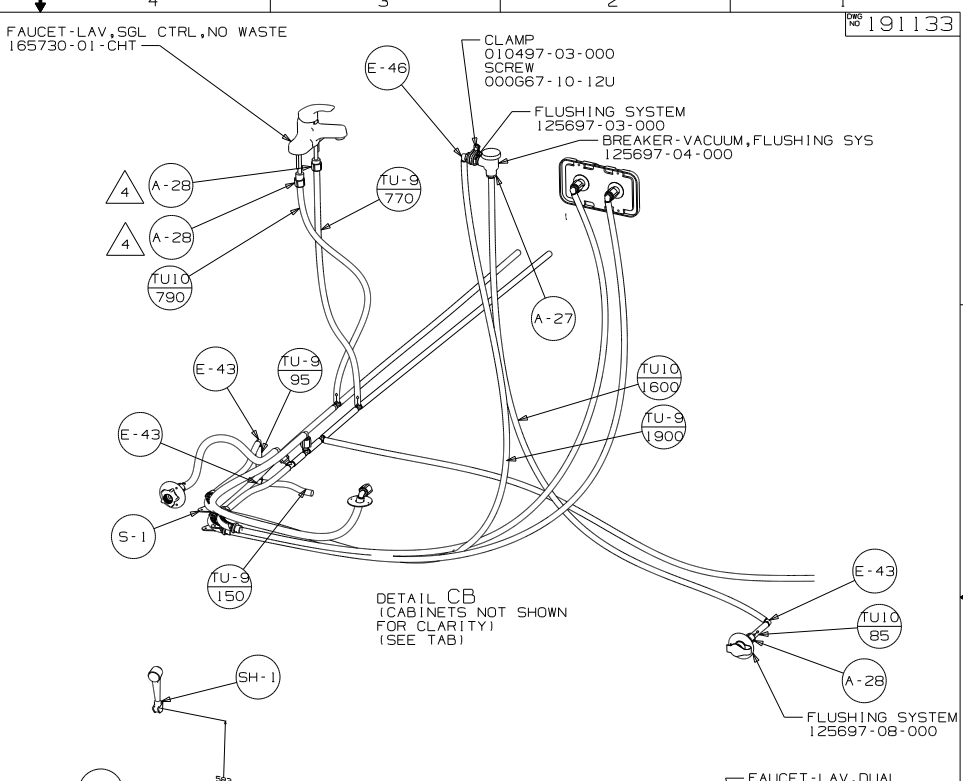 4
3
2
1
DWG NO 191133
FAUCET-LAV,SGL CTRL,NO WASTE
165730-01-CHT
E-46
CLAMP
010497-03-000
SCREW
000G67-10-12U
FLUSHING SYSTEM
125697-03-000
BREAKER-VACUUM,FLUSHING SYS
125697-04-000
4
A-28
TU-9
770
4
A-28
TU10
790
A-27
E-43
TU-9
95
TU10
1600
TU-9
1900
E-43
S-1
TU-9
150
DETAIL CB
(CABINETS NOT SHOWN
FOR CLARITY)
(SEE TAB)
E-43
TU10
85
A-28
SH-1
FLUSHING SYSTEM
125697-08-000
FAUCET-LAV,DUAL